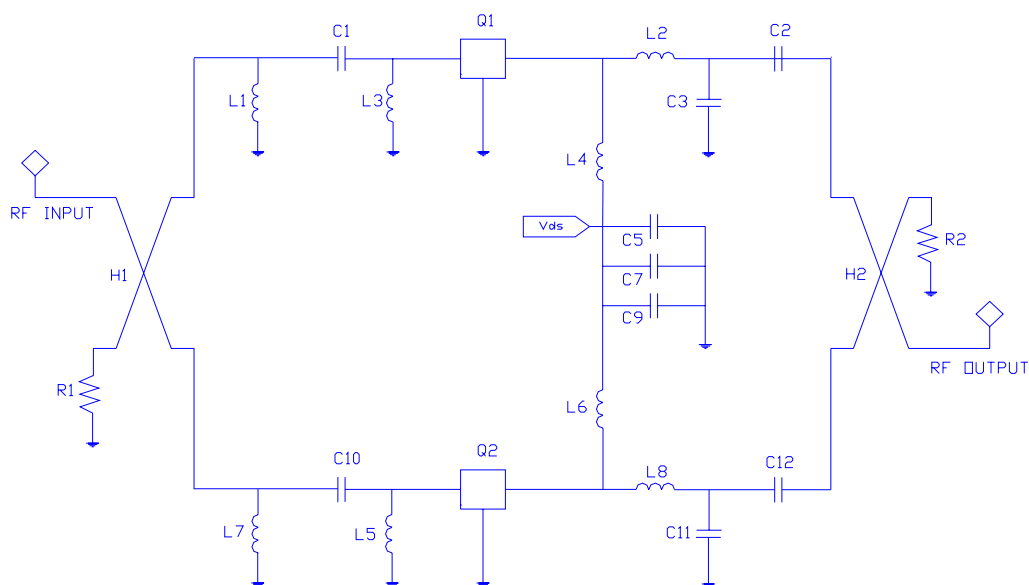 C1
Q1
L2
C2
L1
L3
C3
L4
RF INPUT
Vds
C5
R2
H1
C7
H2
C9
RF OUTPUT
R1
L6
Q2
C10
L8
C12
L7
L5
C11